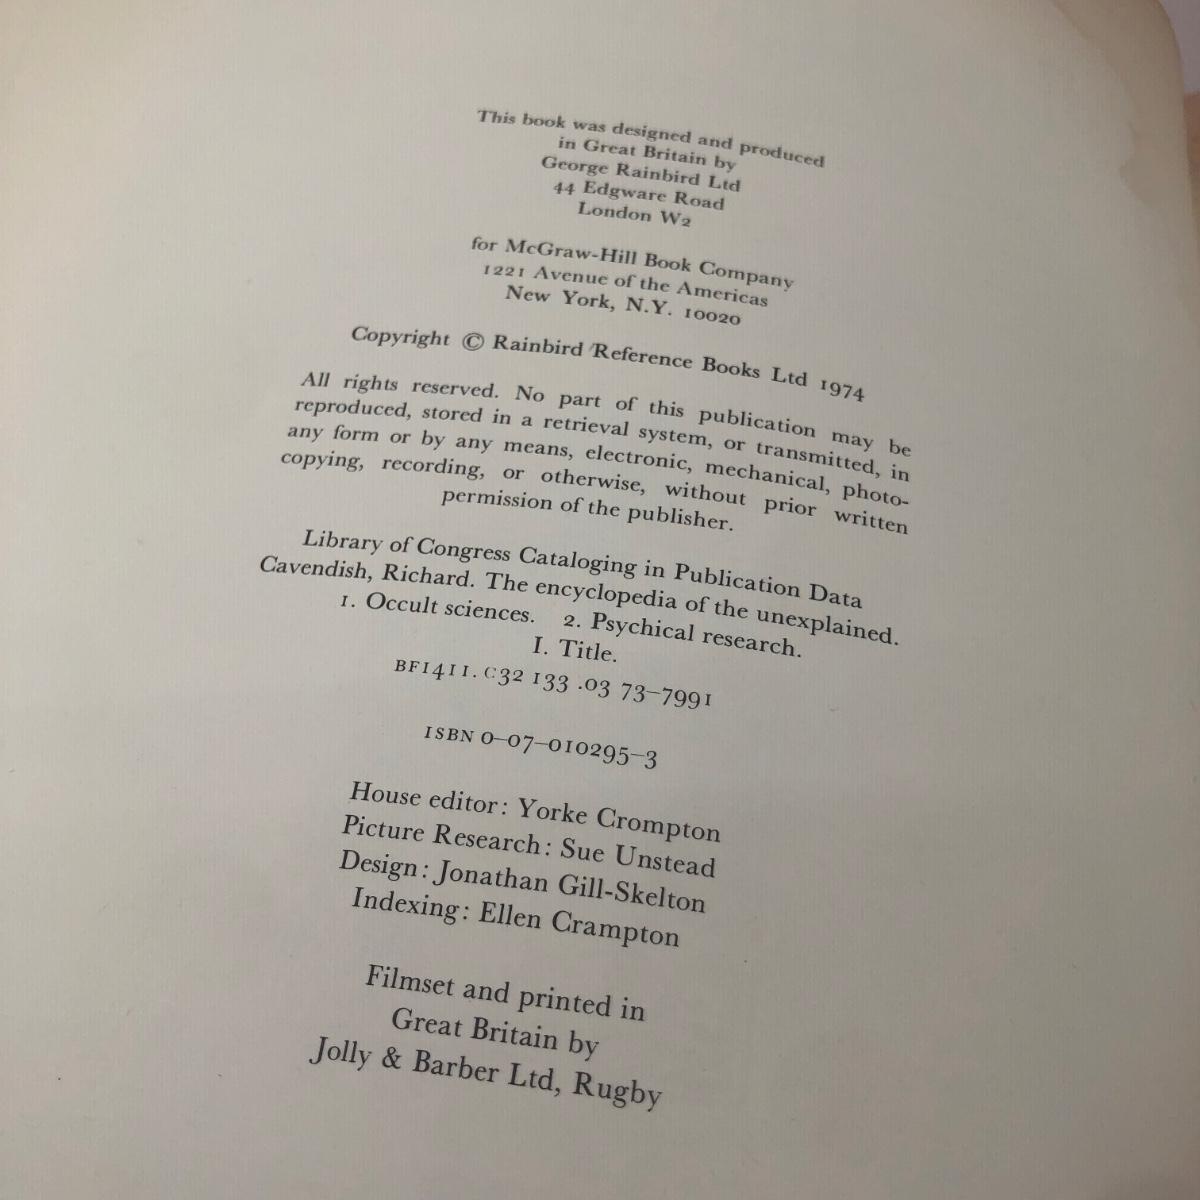 This book was designed and produced
in Great Britain by
George Rainbird Ltd
44 Edgware Road
London W2
for McGraw-Hill Book Company
1221 Avenue of the Americas
New York, N.Y. 10020
Copyright © Rainbird Reference Books Ltd 1974
All rights reserved. No part of this publication may be
reproduced, stored in a retrieval system, or transmitted, in
any form or by any means, electronic, mechanical, photo-
copying, recording, or otherwise, without prior written
permission of the publisher.
Library of Congress Cataloging in Publication Data
Cavendish, Richard. The encyclopedia of the unexplained.
1. Occult sciences. 2. Psychical research.
I. Title.
BF1411.C32 133 .03 73–7991
ISBN 0–07–010295–3
House editor: Yorke Crompton
Picture Research: Sue Unstead
Design: Jonathan Gill-Skelton
Indexing: Ellen Crampton
Filmset and printed in
Great Britain by
Jolly & Barber Ltd, Rugby